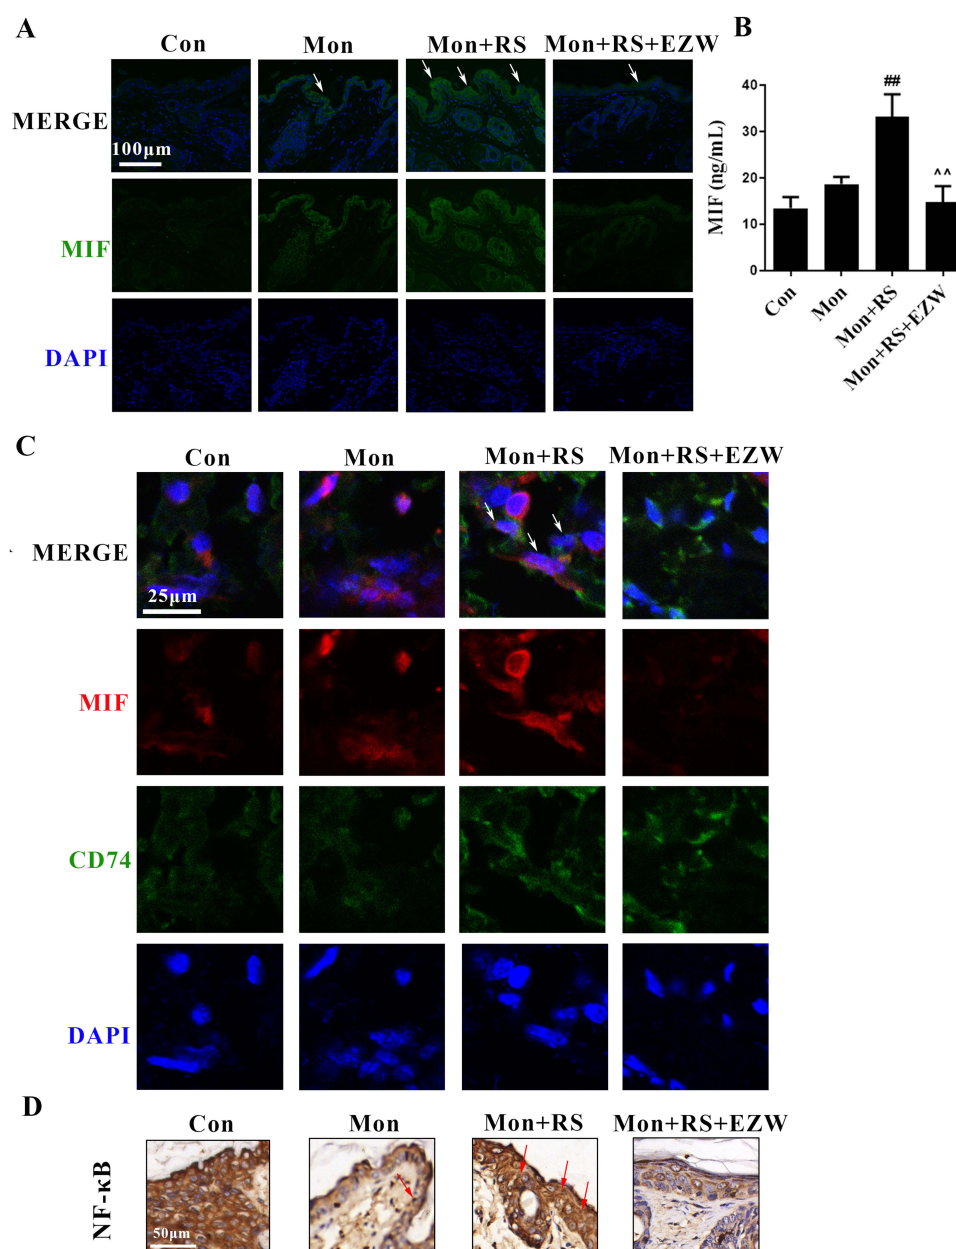 A
Con Mon Mon+RS Mon+RS+EZW
MERGE
100μm
MIF
DAPI
B
MIF (ng/mL)
40
30
20
10
0
##
^^
Con Mon Mon+RS Mon+RS+EZW
C
Con Mon Mon+RS Mon+RS+EZW
MERGE
25μm
MIF
CD74
DAPI
D
Con Mon Mon+RS Mon+RS+EZW
NF-κB
50μm